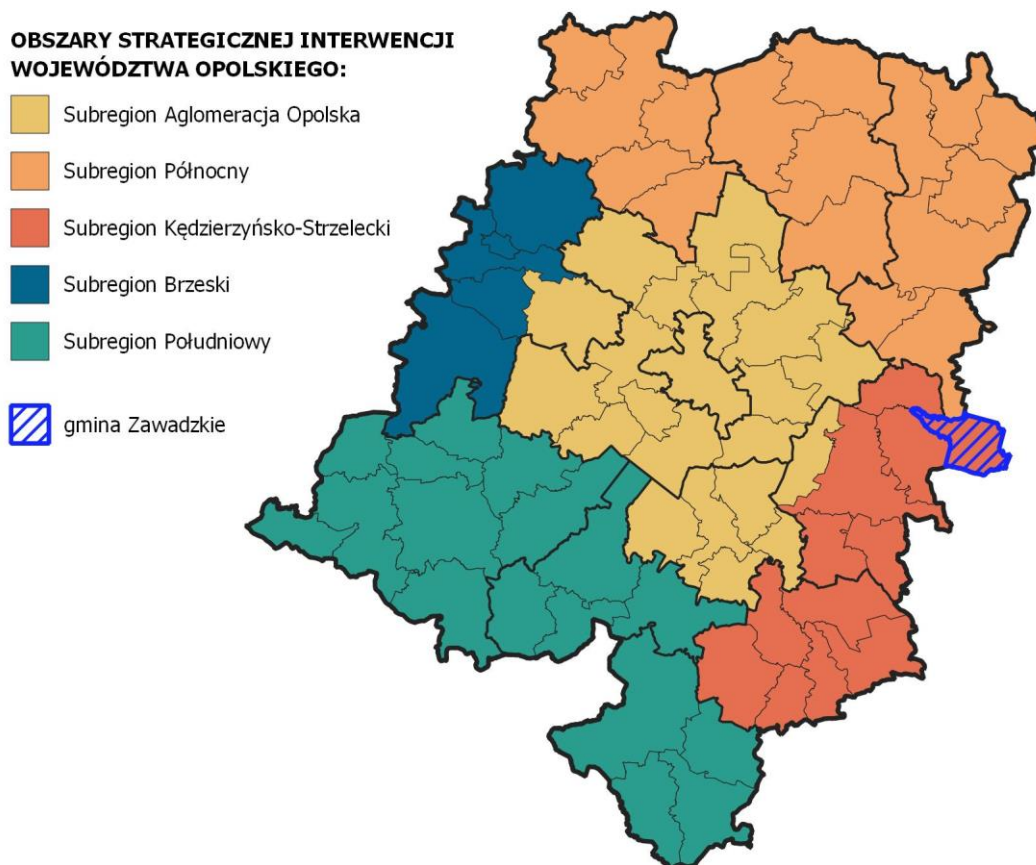 OBSZARY STRATEGICZNEJ INTERWENCJI
WOJEWÓDZTWA OPOLSKIEGO:
Subregion Aglomeracja Opolska
Subregion Północny
Subregion Kędzierzyńsko-Strzelecki
Subregion Brzeski
Subregion Południowy
gmina Zawadzkie